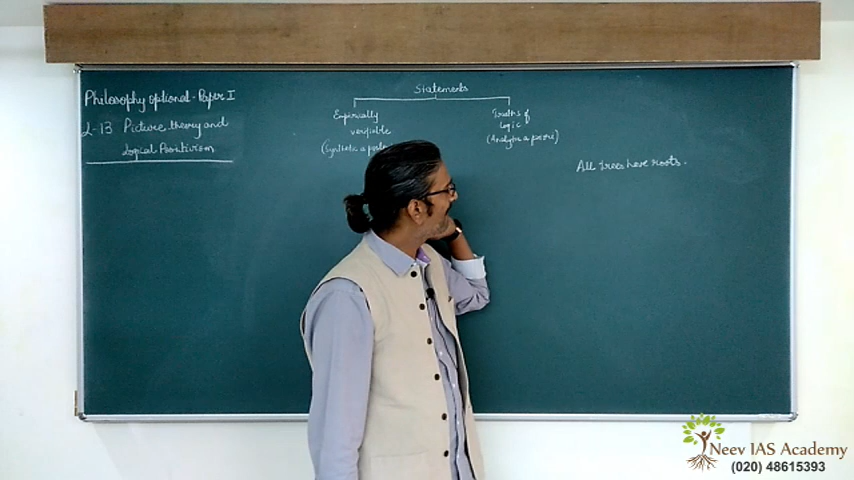 Philosophy optional - Paper I
L-13 Picture theory and
Logical Positivism
Statements
Empirically
verifiable
(Synthetic a
Truths of
Logic
(Analytic a priori)
All trees have roots.
Neev IAS Academy
(020) 48615393